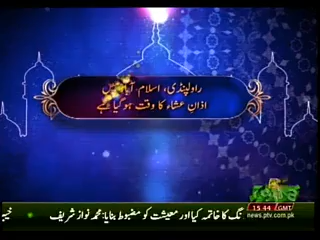 راولپنڈی، اسلام آباد میں
اذانِ عشاء کا وقت ہو گیا ہے
15.44 GMT
news.ptv.com.pk
گ کا خاتمہ کیا اور معیشت کو مضبوط بنایا: محمد نواز شریف